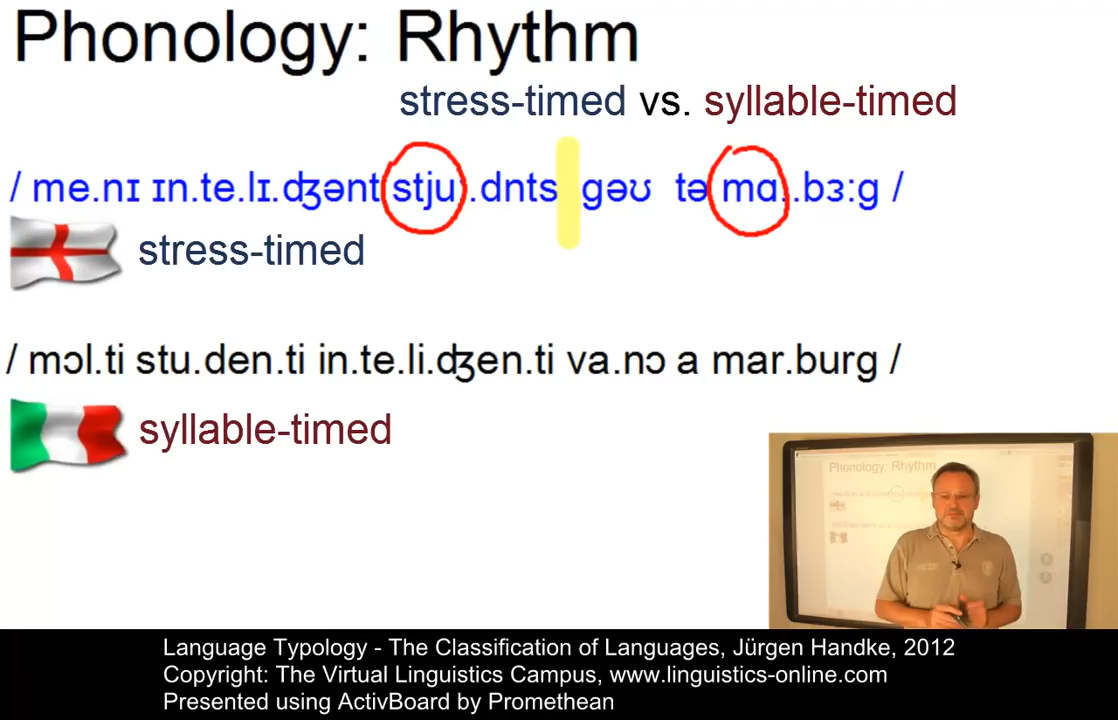 Phonology: Rhythm
stress-timed vs. syllable-timed
/ me.nɪ ɪn.te.lɪ.ʤənt stju .dnts gəʊ tə mɑ..bɜ:g /
stress-timed
/ mɔl.ti stu.den.ti in.te.li.ʤen.ti va.nɔ a mar.burg /
syllable-timed
Phonology: Rhythm
Language Typology - The Classification of Languages, Jürgen Handke, 2012
Copyright: The Virtual Linguistics Campus, www.linguistics-online.com
Presented using ActivBoard by Promethean